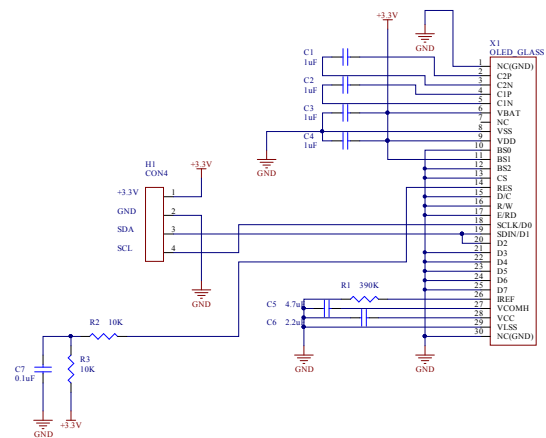 +3.3V
GND
X1
OLED_GLASS
C1
1uF
C2
1uF
C3
1uF
C4
1uF
GND
1 NC(GND)
2 C2P
3 C2N
4 C1P
5 C1N
6 VBAT
7 NC
8 VSS
9 VDD
10 BS0
11 BS1
12 BS2
13 CS
14 RES
15 D/C
16 R/W
17 E/RD
18 SCLK/D0
19 SDIN/D1
20 D2
21 D3
22 D4
23 D5
24 D6
25 D7
26 IREF
27 VCOMH
28 VCC
29 VLSS
30 NC(GND)
H1
CON4
+3.3V
+3.3V 1
GND 2
SDA 3
SCL 4
GND
R1 390K
C5 4.7uF
C6 2.2uF
GND
GND
R2 10K
R3
10K
C7
0.1uF
GND
+3.3V